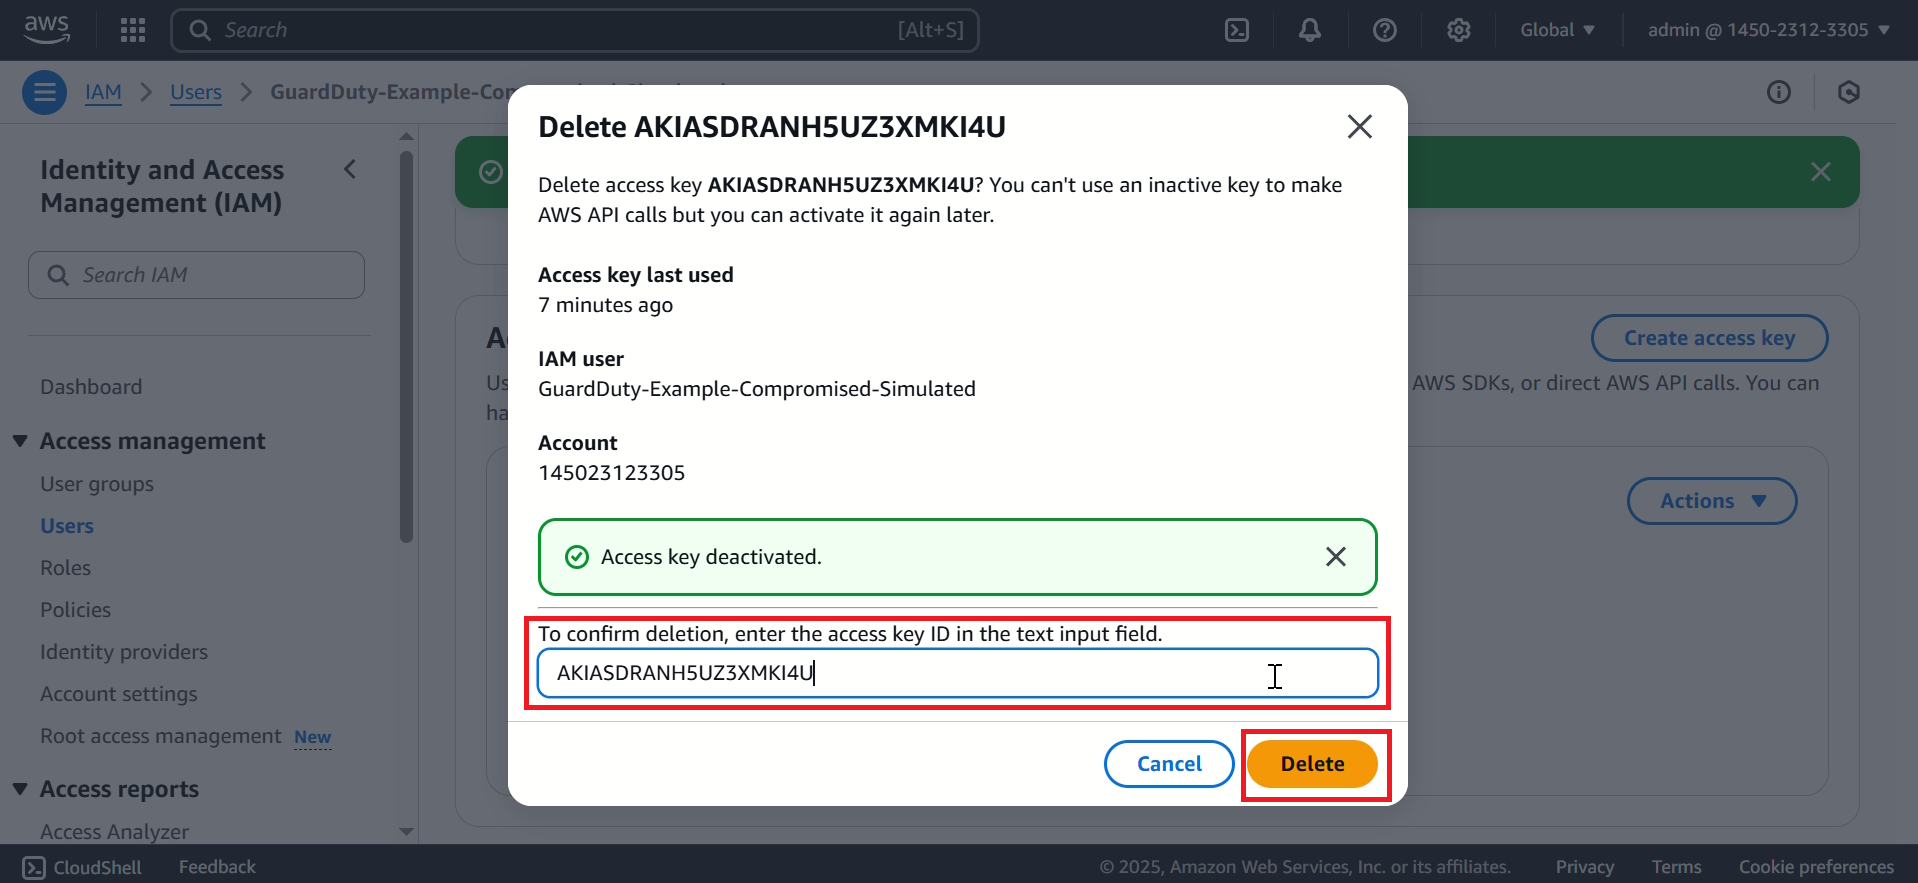 aws
Search
[Alt+S]
Global
admin @ 1450-2312-3305
IAM
Users
GuardDuty-Example-Com
Identity and Access
Management (IAM)
Search IAM
Dashboard
Access management
User groups
Users
Roles
Policies
Identity providers
Account settings
Root access management New
Access reports
Access Analyzer
Delete AKIASDRANH5UZ3XMKI4U
Delete access key AKIASDRANH5UZ3XMKI4U? You can't use an inactive key to make
AWS API calls but you can activate it again later.
Access key last used
7 minutes ago
IAM user
GuardDuty-Example-Compromised-Simulated
Account
145023123305
Access key deactivated.
To confirm deletion, enter the access key ID in the text input field.
AKIASDRANH5UZ3XMKI4U
Cancel
Delete
Create access key
AWS SDKs, or direct AWS API calls. You can
Actions
CloudShell
Feedback
© 2025, Amazon Web Services, Inc. or its affiliates.
Privacy
Terms
Cookie preferences